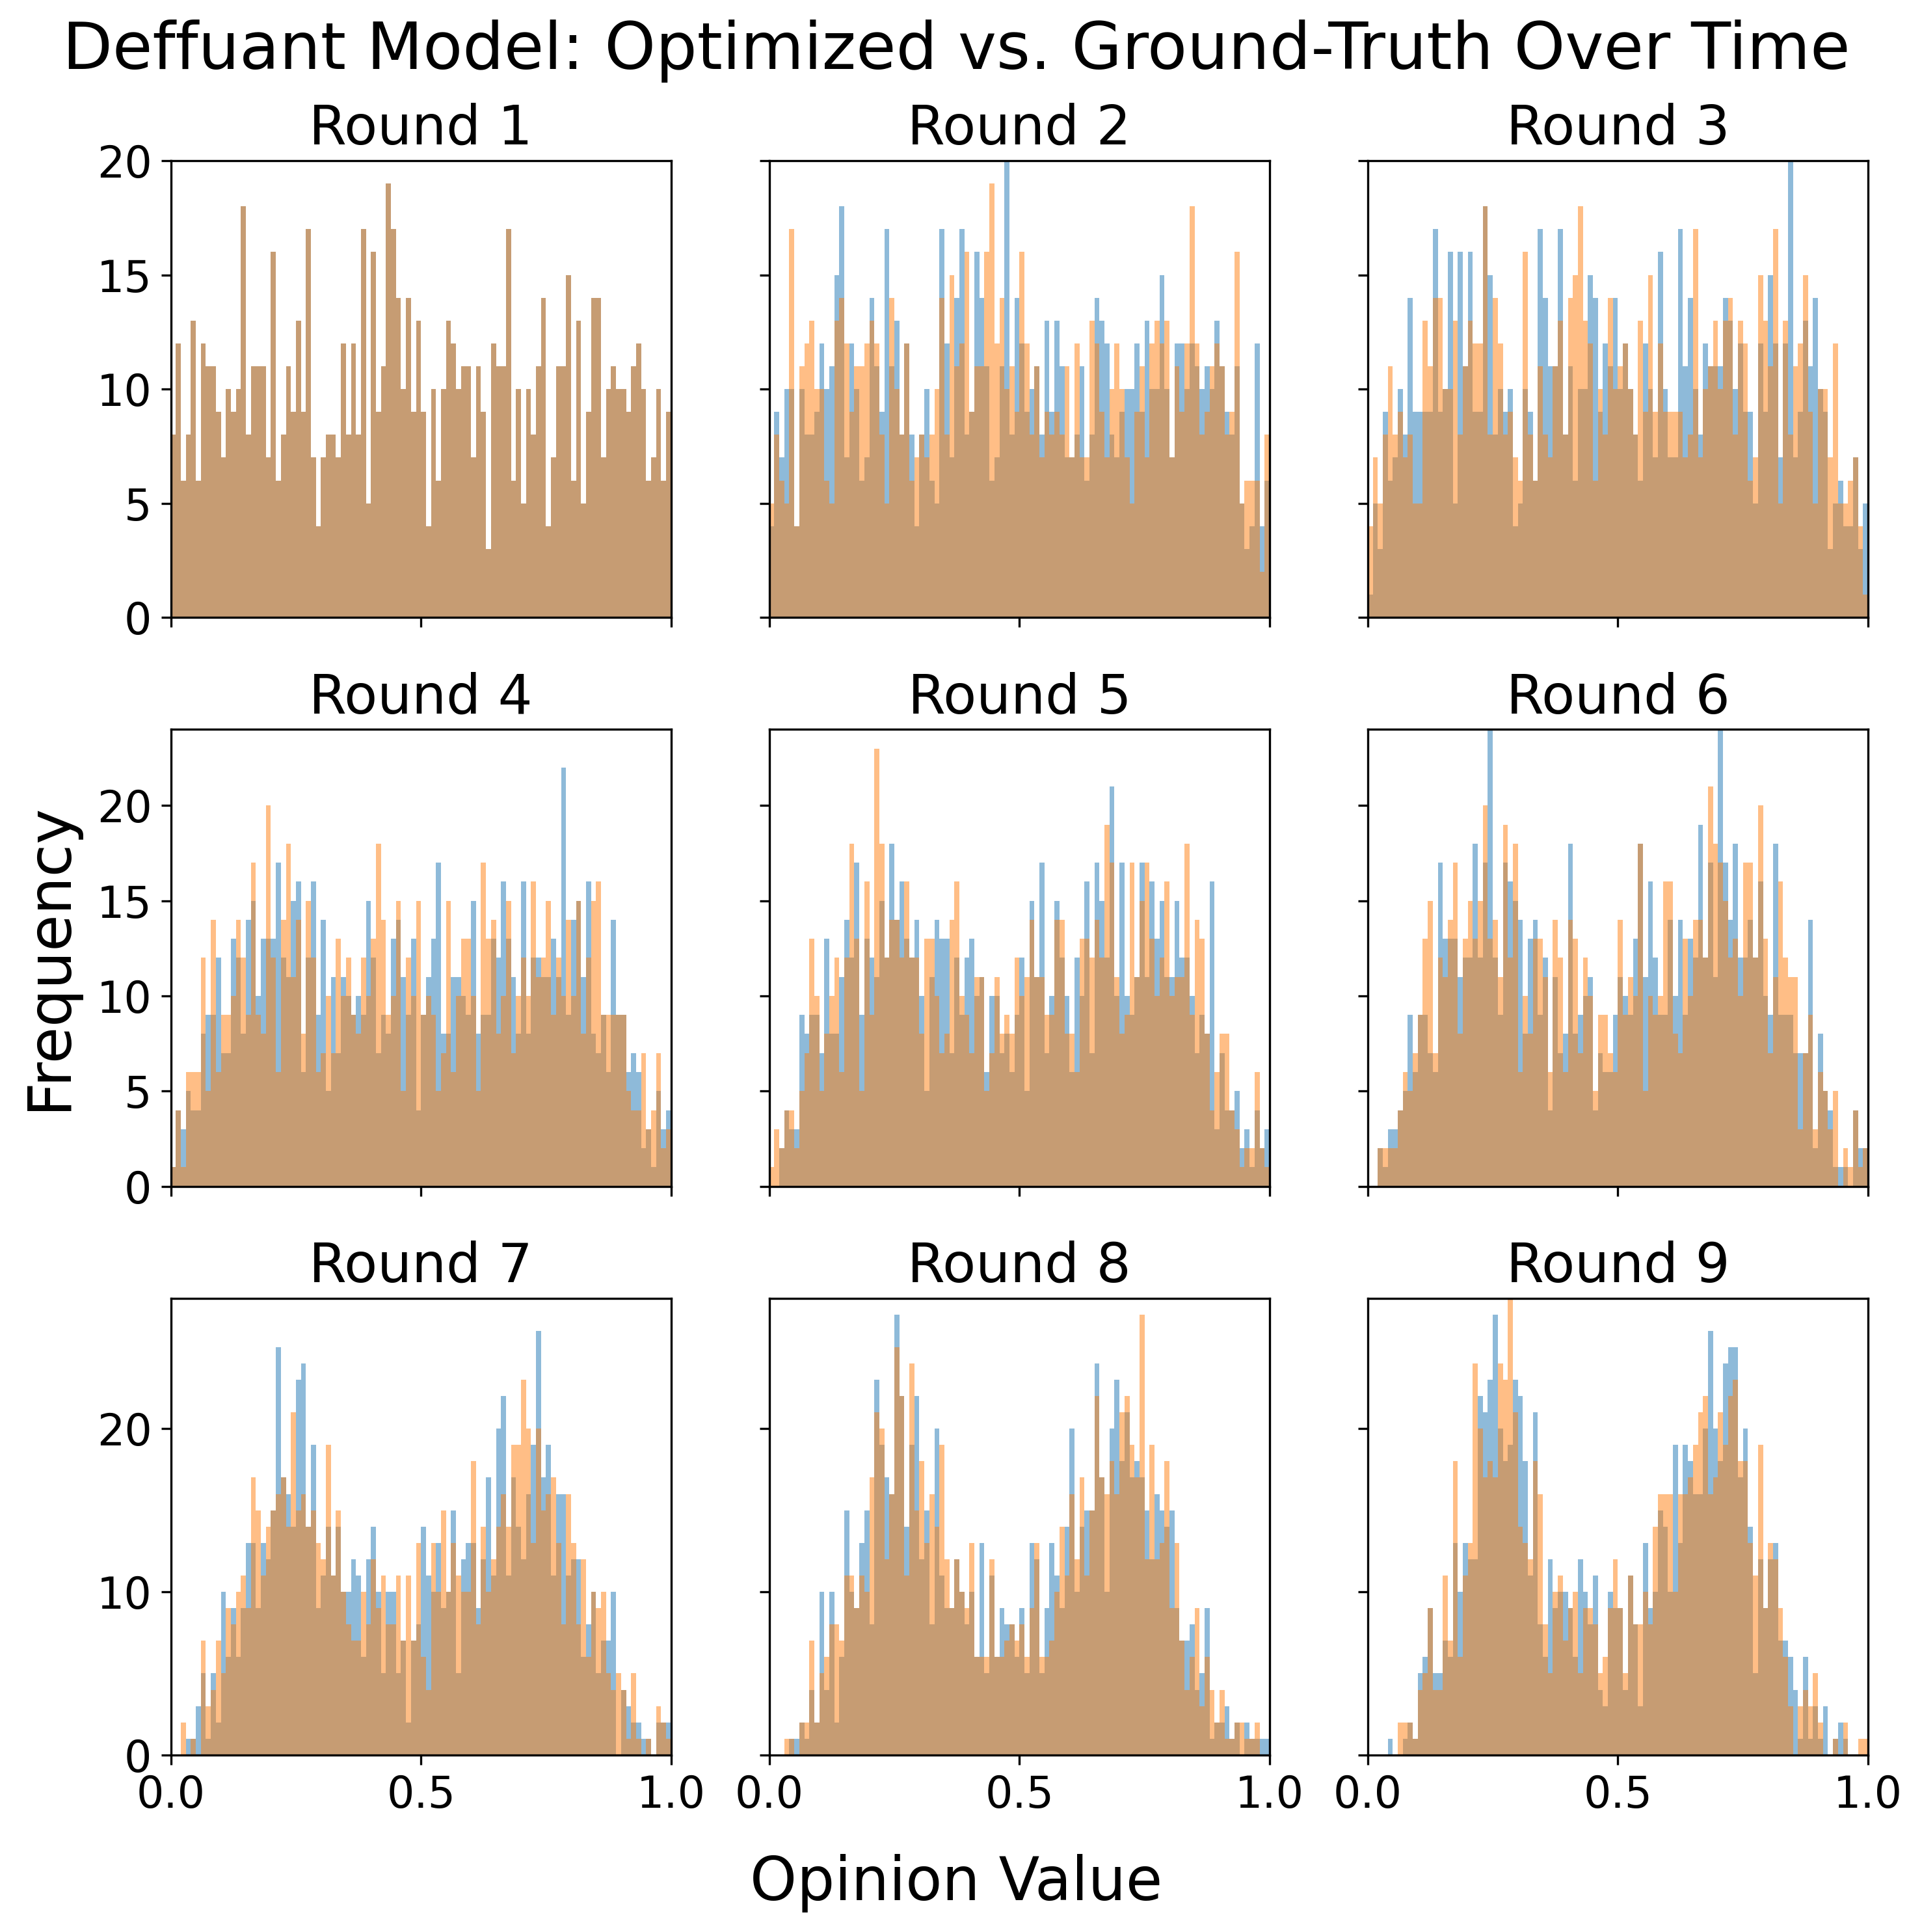 Deffuant Model: Optimized vs. Ground-Truth Over Time
Round 1
Round 2
Round 3
20
15
10
5
0
Round 4
Round 5
Round 6
20
15
10
5
0
Frequency
Round 7
Round 8
Round 9
20
10
0
0.0 0.5 1.0
0.0 0.5 1.0
0.0 0.5 1.0
Opinion Value